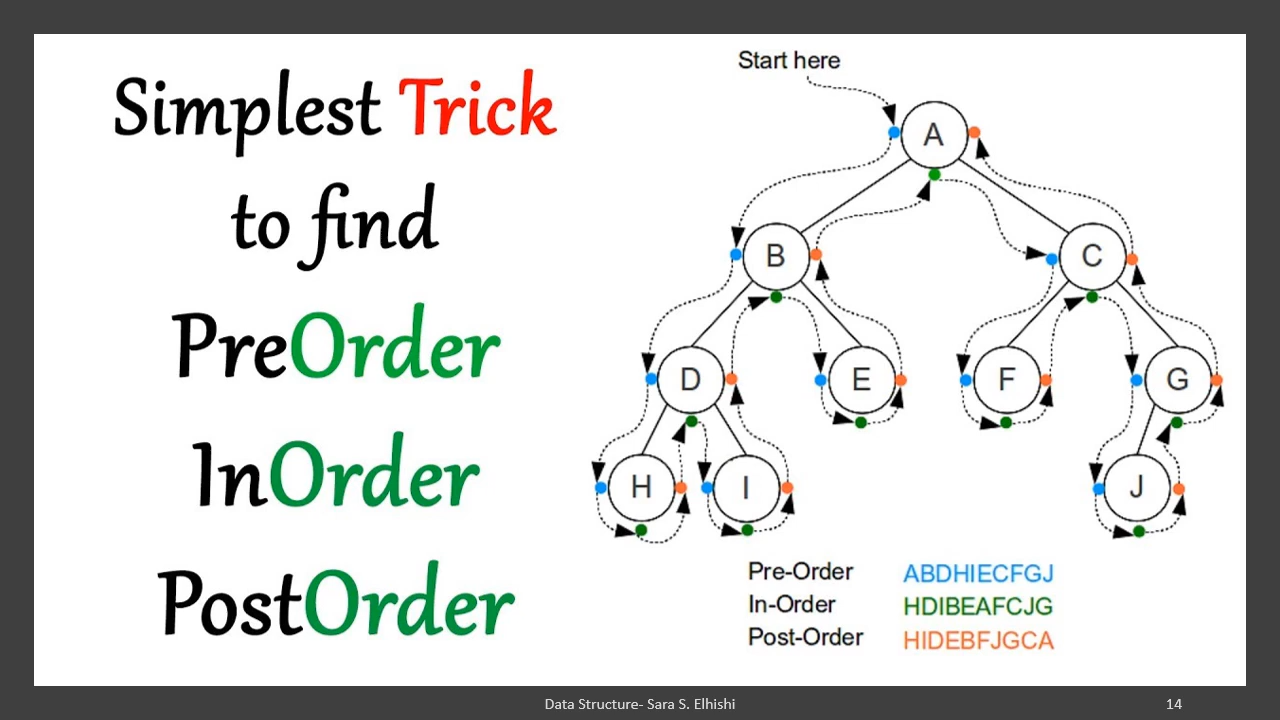 Simplest Trick
to find
PreOrder
InOrder
PostOrder
Start here
A
B
C
D
E
F
G
H
I
J
Pre-Order ABDHIECFGJ
In-Order HDIBEAFCJG
Post-Order HIDEBFJGCA
Data Structure- Sara S. Elhishi
14